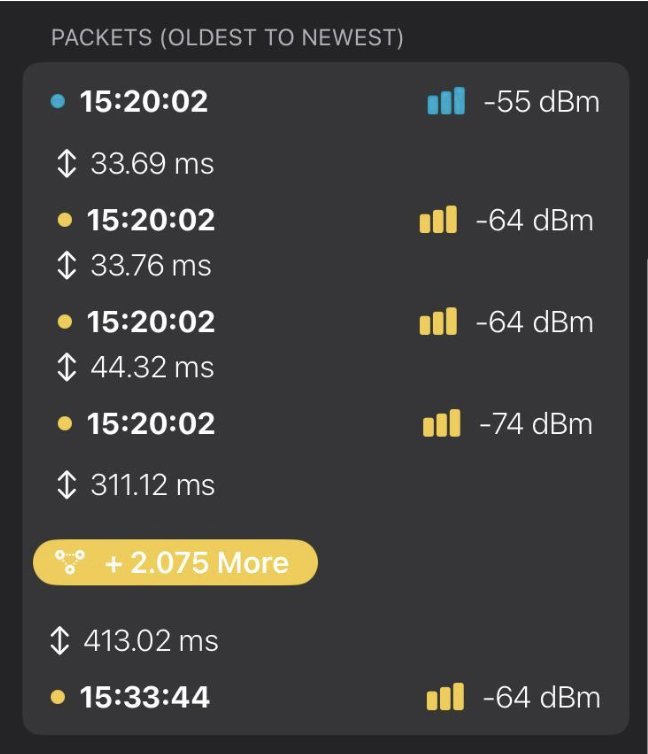 PACKETS (OLDEST TO NEWEST)
15:20:02 -55 dBm
33.69 ms
15:20:02 -64 dBm
33.76 ms
15:20:02 -64 dBm
44.32 ms
15:20:02 -74 dBm
311.12 ms
+ 2.075 More
413.02 ms
15:33:44 -64 dBm